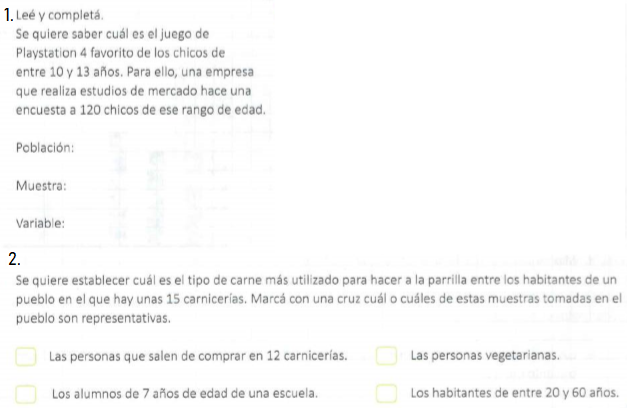 1. Leé y completá.
Se quiere saber cuál es el juego de
Playstation 4 favorito de los chicos de
entre 10 y 13 años. Para ello, una empresa
que realiza estudios de mercado hace una
encuesta a 120 chicos de ese rango de edad.
Población:
Muestra:
Variable:
2.
Se quiere establecer cuál es el tipo de carne más utilizado para hacer a la parrilla entre los habitantes de un
pueblo en el que hay unas 15 carnicerías. Marcá con una cruz cuál o cuáles de estas muestras tomadas en el
pueblo son representativas.
Las personas que salen de comprar en 12 carnicerías. Las personas vegetarianas.
Los alumnos de 7 años de edad de una escuela. Los habitantes de entre 20 y 60 años.